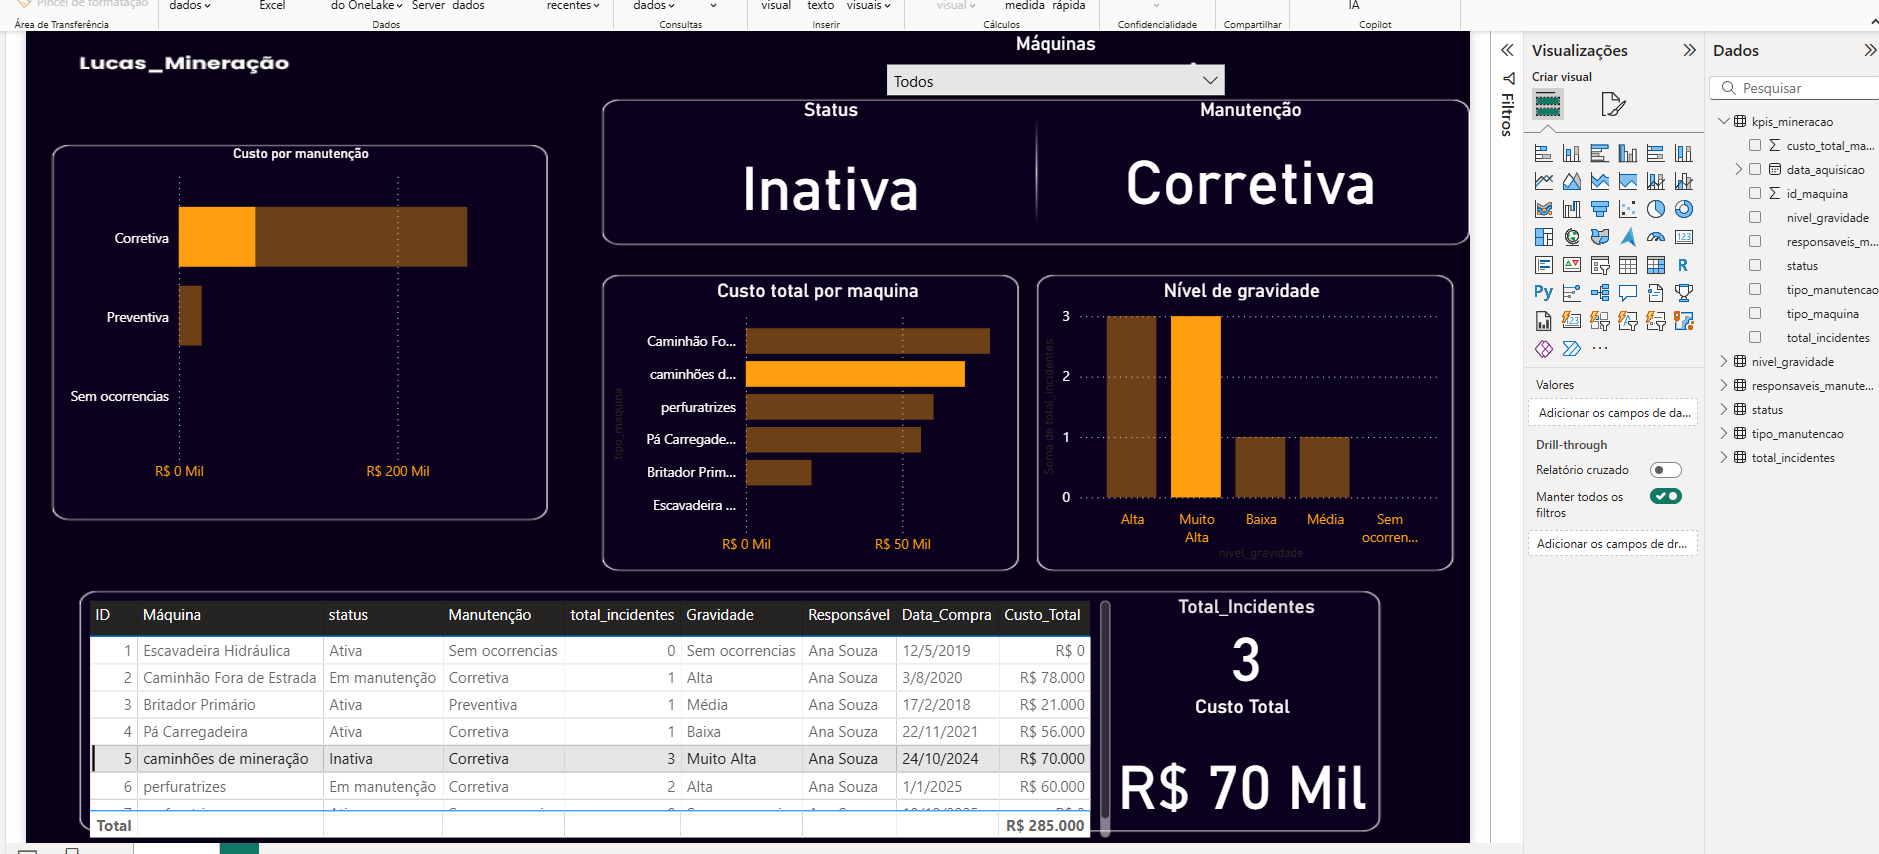 Pincel de formatação
dados
Excel
do OneLake
Server
dados
recentes
dados
visual
texto
visuais
visual
medida
rápida
IA
Área de Transferência
Dados
Consultas
Inserir
Cálculos
Confidencialidade
Compartilhar
Copilot
Lucas_Mineração
Máquinas
Todos
Status
Inativa
Manutenção
Corretiva
Custo por manutenção
Corretiva
Preventiva
Sem ocorrencias
R$ 0 Mil
R$ 200 Mil
Custo total por maquina
tipo_maquina
Caminhão Fo...
caminhões d...
perfuratrizes
Pá Carregade...
Britador Prim...
Escavadeira ...
R$ 0 Mil
R$ 50 Mil
Nível de gravidade
Soma de total_incidentes
3
2
1
0
Alta
Muito
Alta
Baixa
Média
Sem
ocorren...
nivel_gravidade
ID Máquina status Manutenção total_incidentes Gravidade Responsável Data_Compra Custo_Total
1 Escavadeira Hidráulica Ativa Sem ocorrencias 0 Sem ocorrencias Ana Souza 12/5/2019 R$ 0
2 Caminhão Fora de Estrada Em manutenção Corretiva 1 Alta Ana Souza 3/8/2020 R$ 78.000
3 Britador Primário Ativa Preventiva 1 Média Ana Souza 17/2/2018 R$ 21.000
4 Pá Carregadeira Ativa Corretiva 1 Baixa Ana Souza 22/11/2021 R$ 56.000
5 caminhões de mineração Inativa Corretiva 3 Muito Alta Ana Souza 24/10/2024 R$ 70.000
6 perfuratrizes Em manutenção Corretiva 2 Alta Ana Souza 1/1/2025 R$ 60.000
Total R$ 285.000
Total_Incidentes
3
Custo Total
R$ 70 Mil
Filtros
Visualizações
Criar visual
123
R
Py
123
Valores
Adicionar os campos de da...
Drill-through
Relatório cruzado
Manter todos os
filtros
Adicionar os campos de dr...
Dados
Pesquisar
kpis_mineracao
custo_total_ma...
data_aquisicao
id_maquina
nivel_gravidade
responsaveis_m...
status
tipo_manutencao
tipo_maquina
total_incidentes
nivel_gravidade
responsaveis_manute...
status
tipo_manutencao
total_incidentes